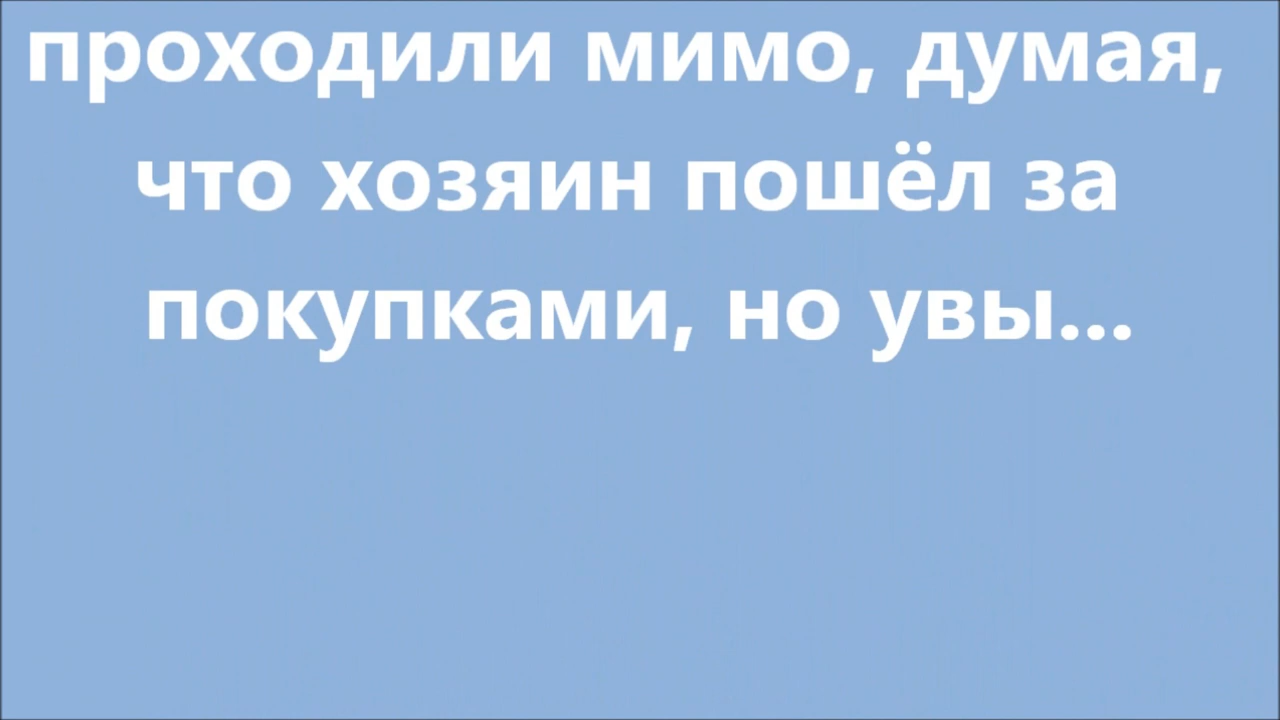 проходили мимо, думая,
что хозяин пошёл за
покупками, но увы...